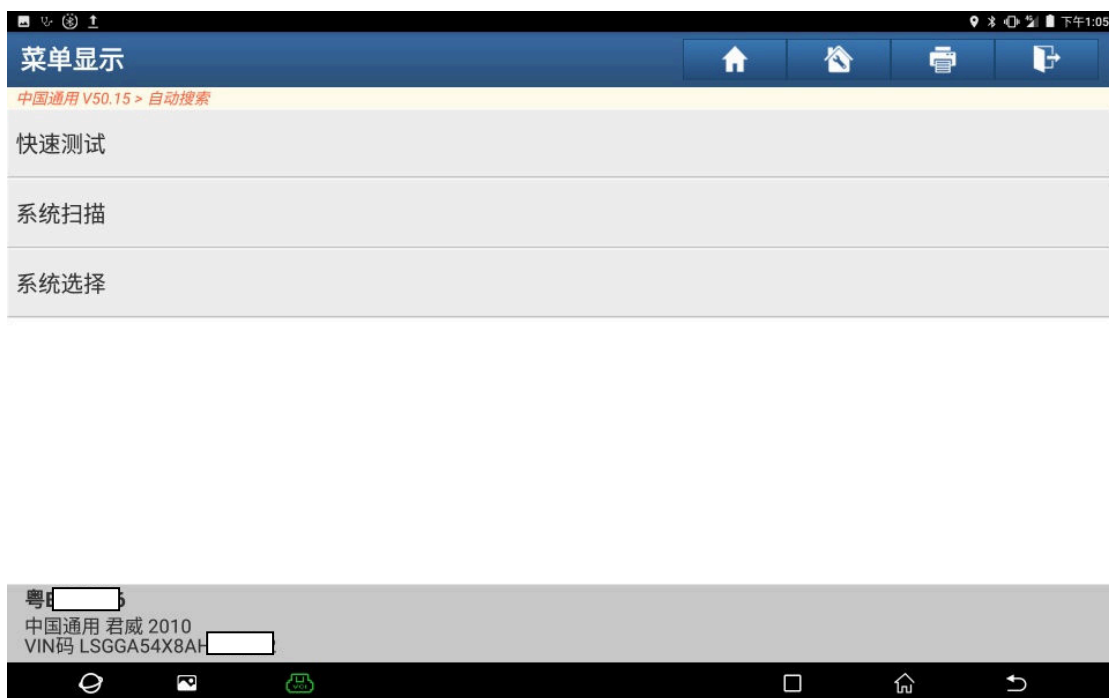 下午1:05
菜单显示
中国通用 V50.15 > 自动搜索
快速测试
系统扫描
系统选择
粤
中国通用 君威 2010
VIN码 LSGGA54X8AH
VCI